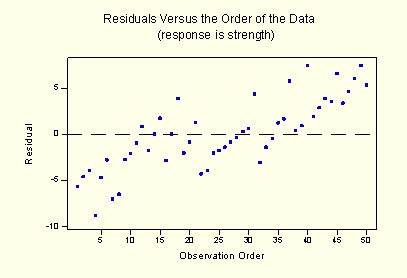 Residuals Versus the Order of the Data
(response is strength)
5
0
-5
-10
Residual
5 10 15 20 25 30 35 40 45 50
Observation Order